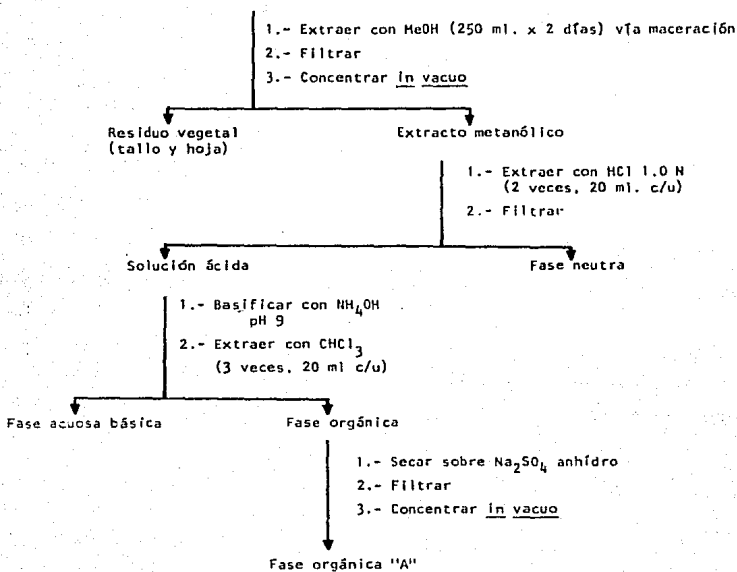 1.- Extraer con MeOH (250 ml. x 2 días) vía maceración
2.- Filtrar
3.- Concentrar in vacuo
Residuo vegetal
(tallo y hoja)
Extracto metanólico
1.- Extraer con HCl 1.0 N
(2 veces, 20 ml. c/u)
2.- Filtrar
Solución ácida
Fase neutra
1.- Basificar con NH4OH
pH 9
2.- Extraer con CHCl3
(3 veces, 20 ml c/u)
Fase acuosa básica
Fase orgánica
1.- Secar sobre Na2SO4 anhídro
2.- Filtrar
3.- Concentrar in vacuo
Fase orgánica "A"